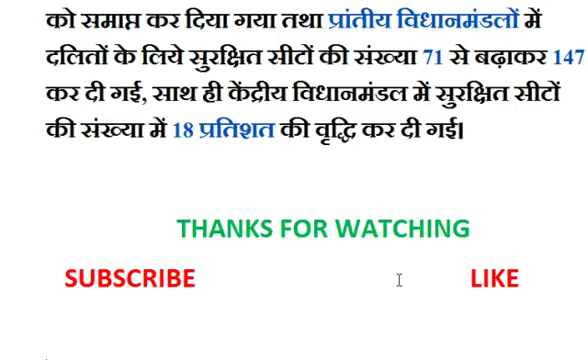 को समाप्त कर दिया गया तथा प्रांतीय विधानमंडलों में
दलितों के लिये सुरक्षित सीटों की संख्या 71 से बढ़ाकर 147
कर दी गई, साथ ही केंद्रीय विधानमंडल में सुरक्षित सीटों
की संख्या में 18 प्रतिशत की वृद्धि कर दी गई।
THANKS FOR WATCHING
SUBSCRIBE LIKE